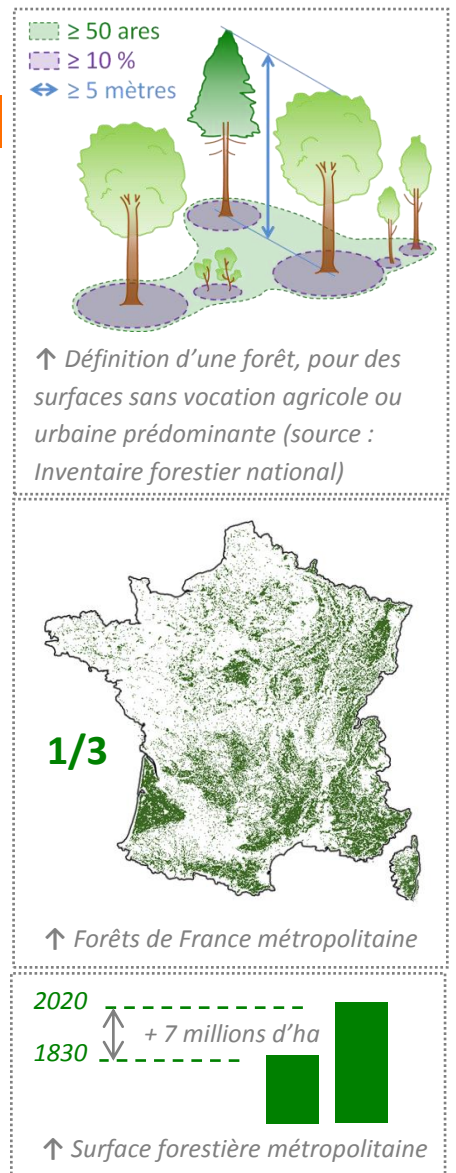 ≥ 50 ares
≥ 10 %
≥ 5 mètres
↑ Définition d’une forêt, pour des
surfaces sans vocation agricole ou
urbaine prédominante (source :
Inventaire forestier national)
1/3
↑ Forêts de France métropolitaine
2020
+ 7 millions d’ha
1830
↑ Surface forestière métropolitaine